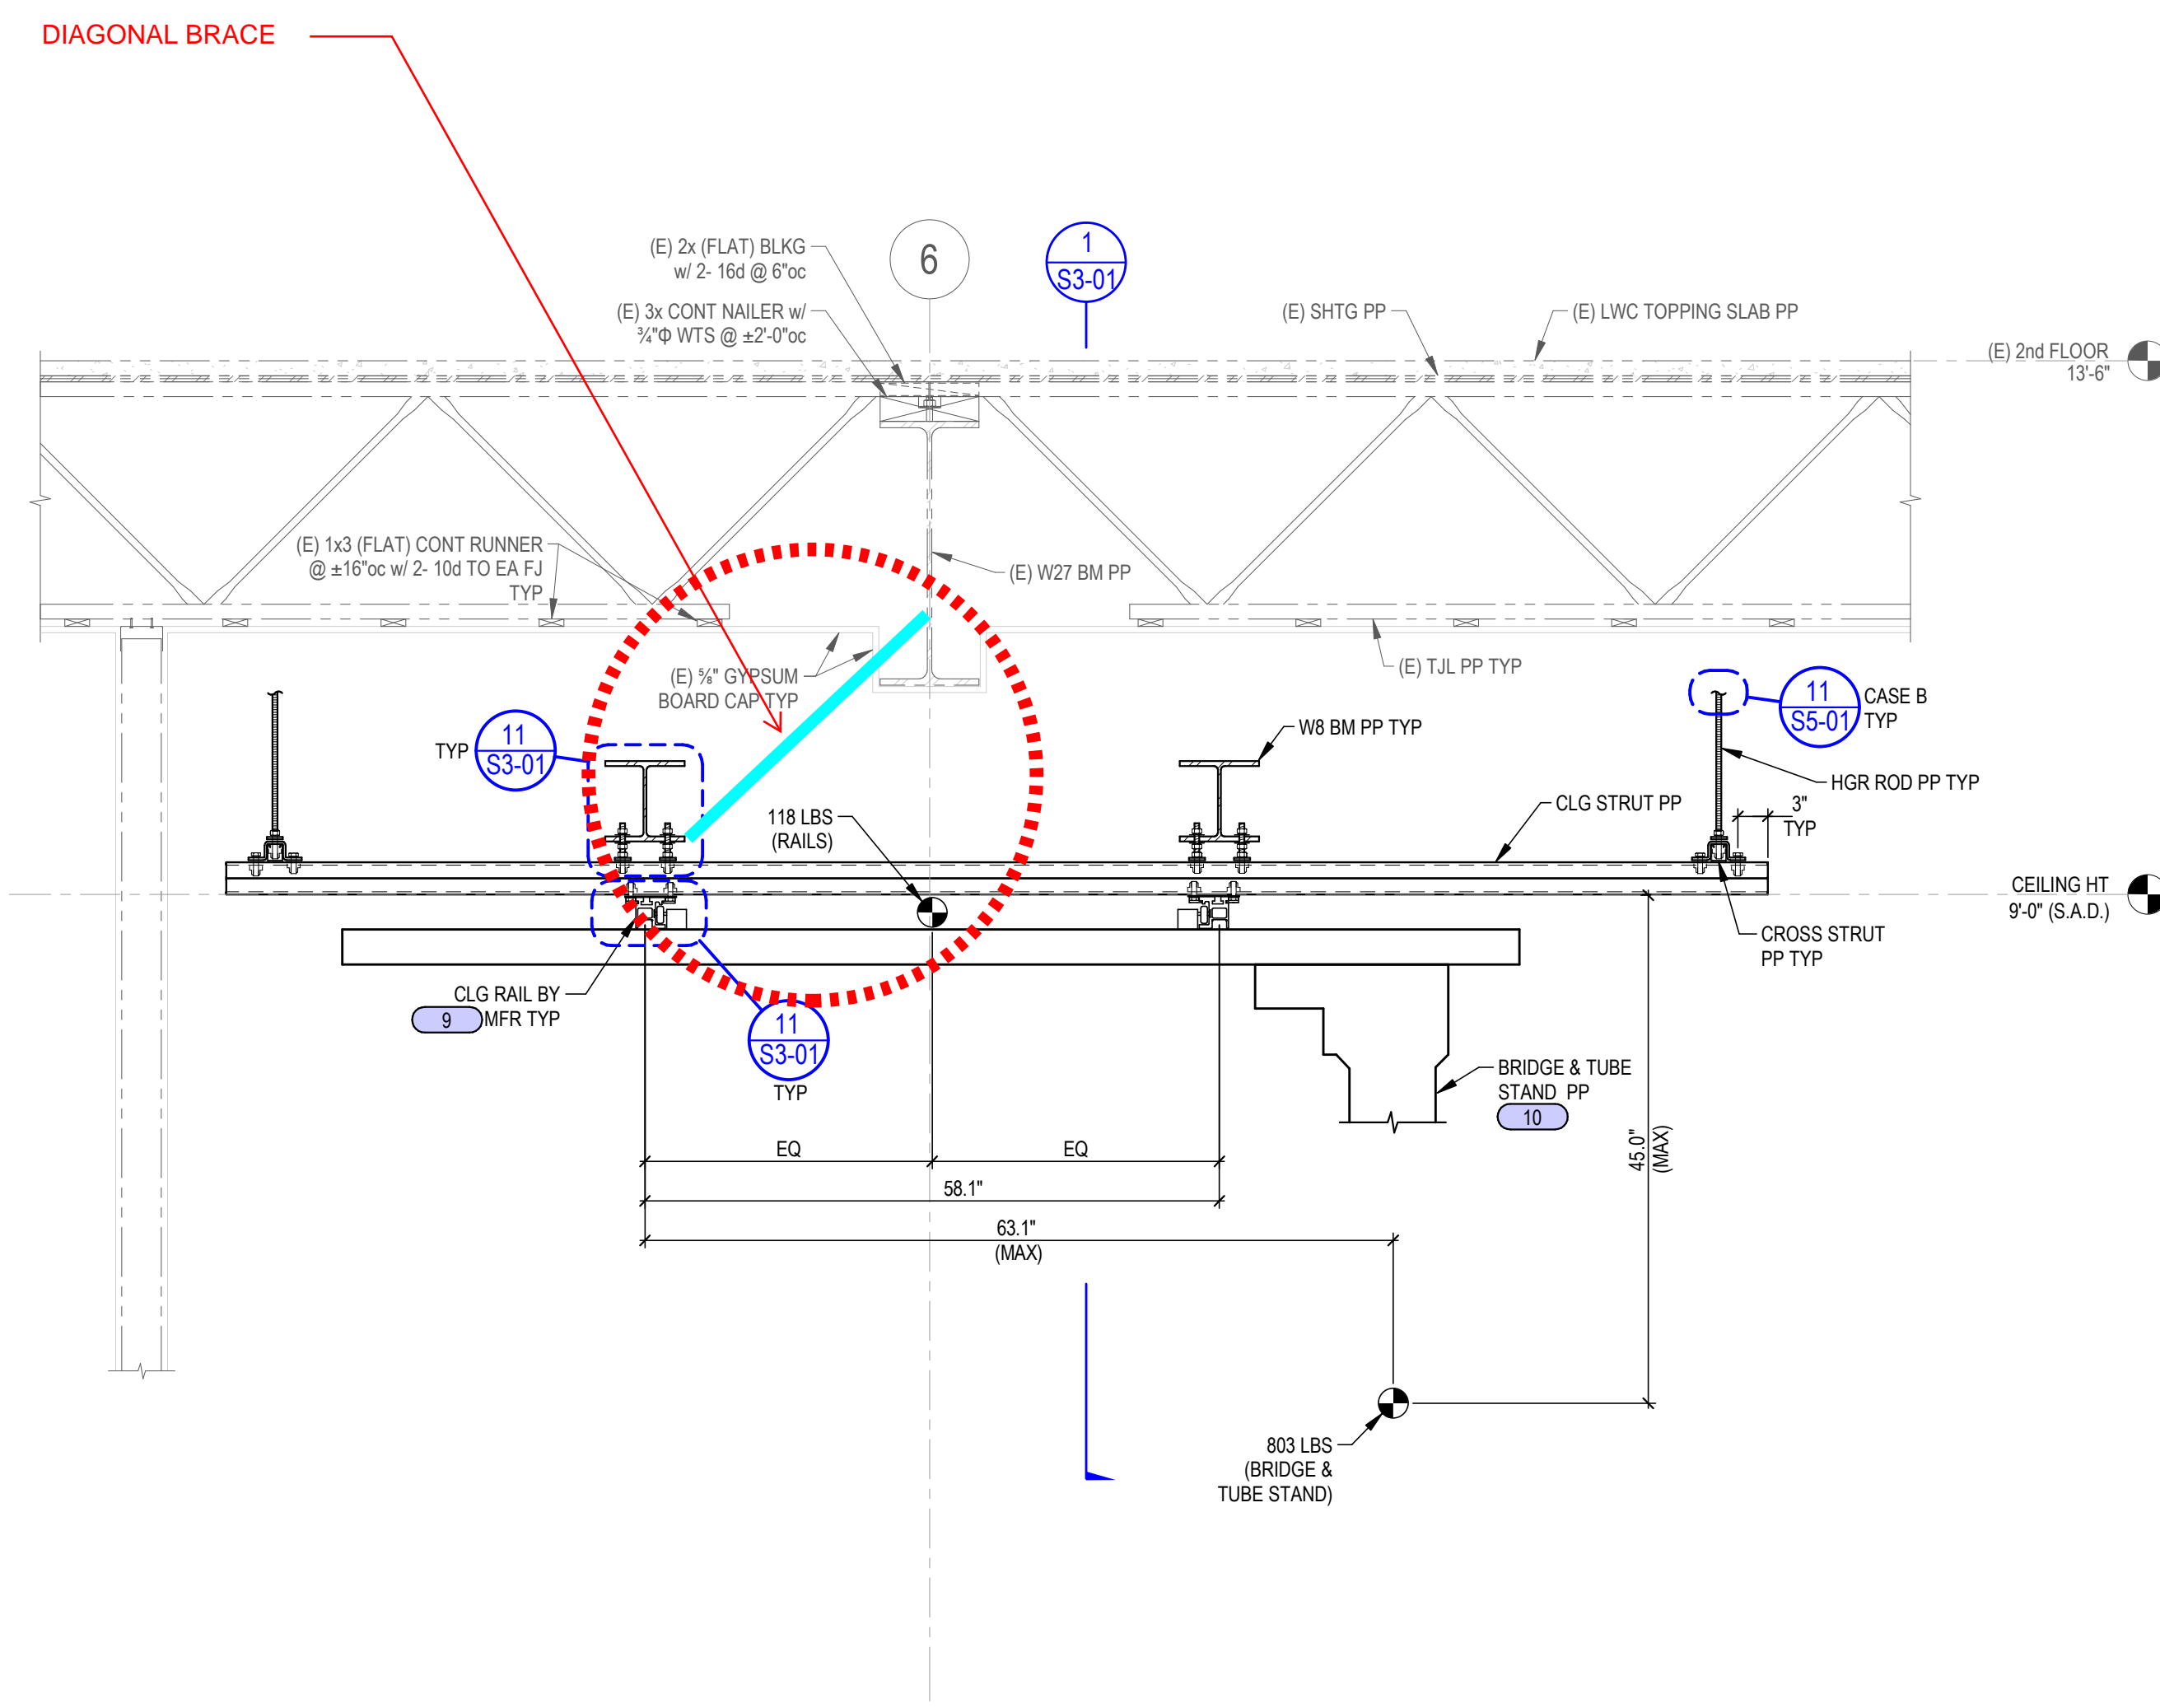 DIAGONAL BRACE
(E) 2x (FLAT) BLKG
w/ 2- 16d @ 6"oc
6
1
S3-01
(E) 3x CONT NAILER w/
¾"Φ WTS @ ±2'-0"oc
(E) SHTG PP
(E) LWC TOPPING SLAB PP
(E) 2nd FLOOR
13'-6"
(E) 1x3 (FLAT) CONT RUNNER
@ ±16"oc w/ 2- 10d TO EA FJ
TYP
(E) W27 BM PP
(E) ⅝" GYPSUM
BOARD CAP TYP
(E) TJL PP TYP
11
S5-01
CASE B
TYP
TYP
11
S3-01
W8 BM PP TYP
HGR ROD PP TYP
118 LBS
(RAILS)
CLG STRUT PP
3"
TYP
CEILING HT
9'-0" (S.A.D.)
CROSS STRUT
PP TYP
CLG RAIL BY
9
MFR TYP
11
S3-01
TYP
BRIDGE & TUBE
STAND PP
10
EQ
EQ
45.0"
(MAX)
58.1"
63.1"
(MAX)
803 LBS
(BRIDGE &
TUBE STAND)